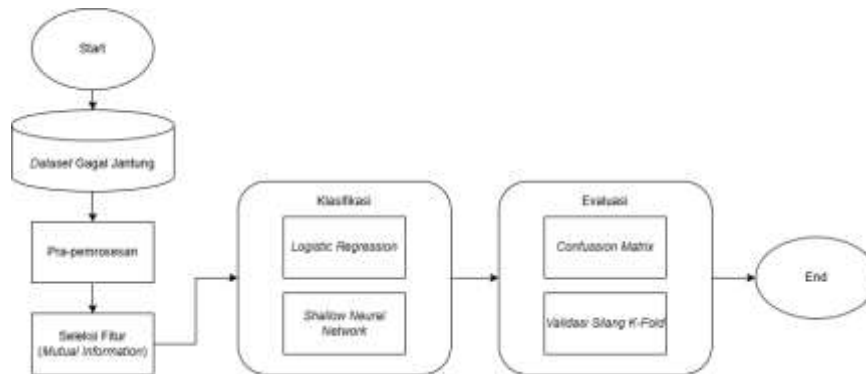 Start
Dataset Gagal Jantung
Pra-pemrosesan
Seleksi Fitur
(Mutual Information)
Klasifikasi
Logistic Regression
Shallow Neural
Network
Evaluasi
Confussion Matrix
Validasi Silang K-Fold
End